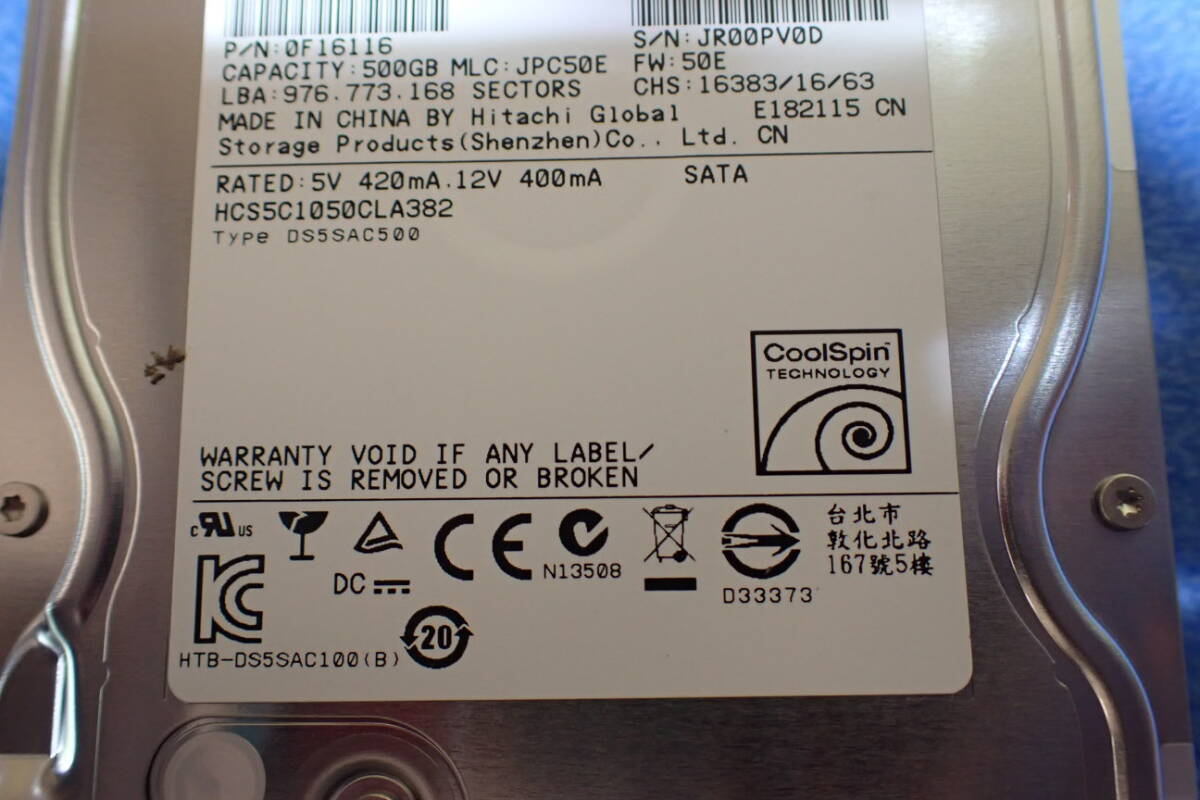 P/N:0F16116
S/N:JR00PV0D
CAPACITY:500GB MLC:JPC50E FW:50E
LBA:976.773.168 SECTORS CHS:16383/16/63
MADE IN CHINA BY Hitachi Global E182115 CN
Storage Products(Shenzhen)Co., Ltd. CN
RATED:5V 420mA.12V 400mA SATA
HCS5C1050CLA382
Type DS5SAC500
CoolSpin™
TECHNOLOGY
WARRANTY VOID IF ANY LABEL/
SCREW IS REMOVED OR BROKEN
c RU US
CE
N13508
D33373
台北市
敦化北路
167號5樓
DC
KC
20
HTB-DS5SAC100(B)